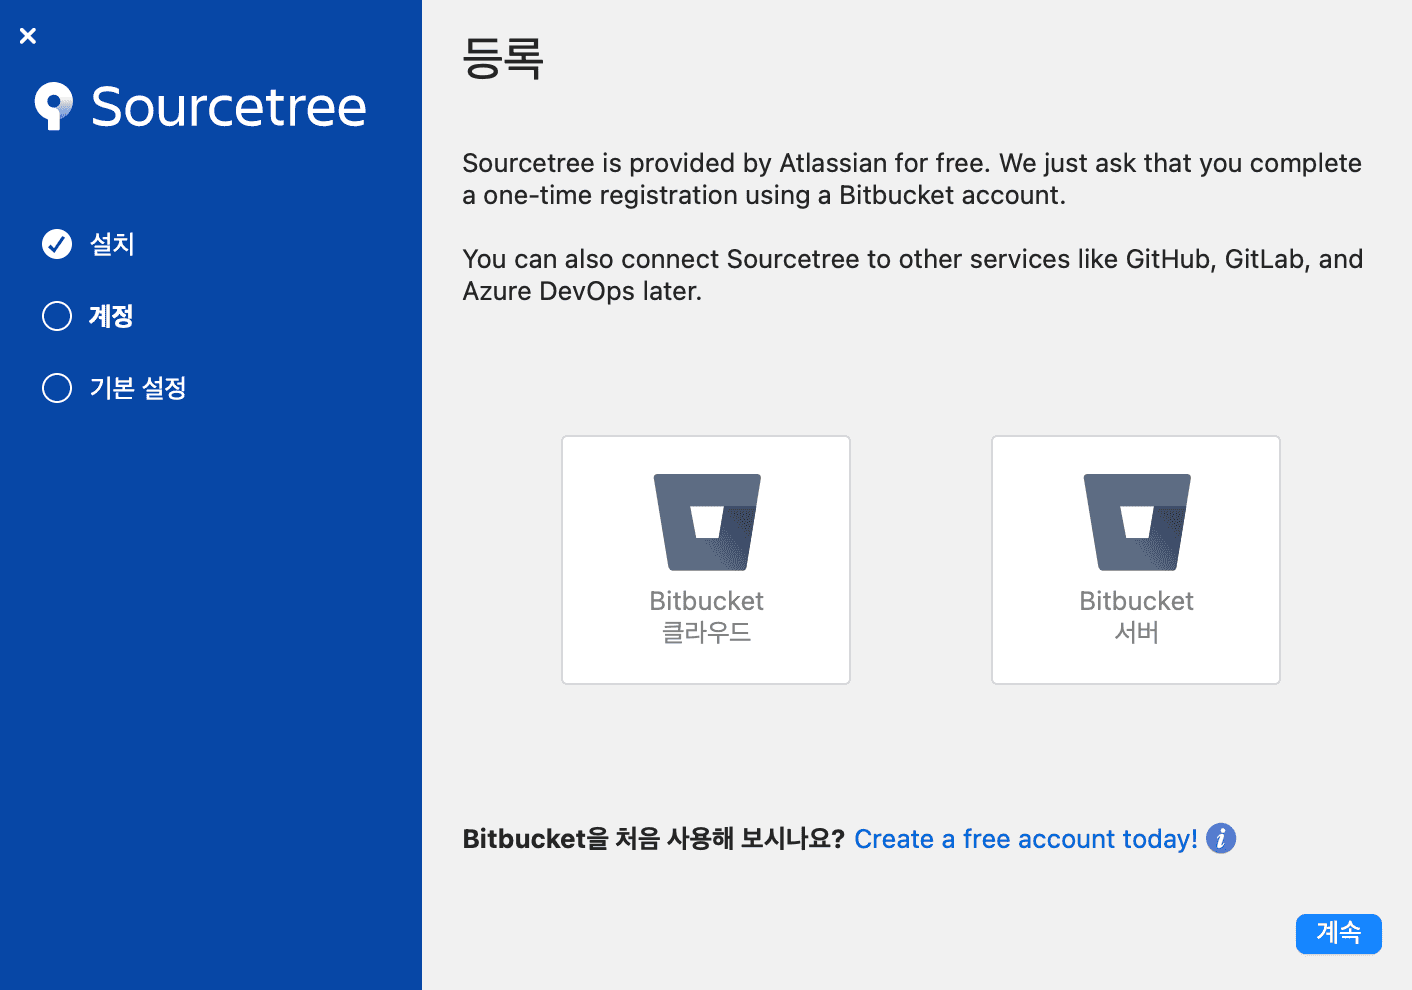 Sourcetree
설치
계정
기본 설정
등록
Sourcetree is provided by Atlassian for free. We just ask that you complete
a one-time registration using a Bitbucket account.
You can also connect Sourcetree to other services like GitHub, GitLab, and
Azure DevOps later.
Bitbucket
클라우드
Bitbucket
서버
Bitbucket을 처음 사용해 보시나요? Create a free account today! i
계속